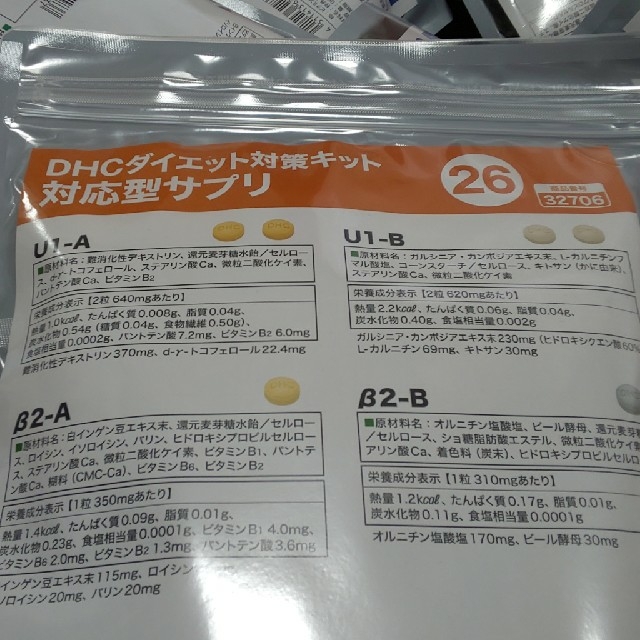 DHCダイエット対策キット
対応型サプリ
26
商品番号
32706
U1-A
■原材料名:難消化性デキストリン、還元麦芽糖水飴/セルロー
トコフェロール、ステアリン酸Ca、微粒二酸化ケイ素、
パントテン酸Ca、ビタミンB2
栄養成分表示【2粒 640mgあたり】
熱量1.0kcal、たんぱく質0.008g、脂質0.04g、
炭水化物0.54g(糖質0.04g、食物繊維0.50g)、
食塩相当量0.0002g、パントテン酸7.2mg、ビタミンB2 6.0mg
難消化性デキストリン370mg、d-γ-トコフェロール22.4mg
U1-B
■原材料名:ガルシニア・カンボジアエキス末、L-カルニチンフ
マル酸塩、コーンスターチ/セルロース、キトサン(かに由来)、
ステアリン酸Ca、微粒二酸化ケイ素
栄養成分表示【2粒 620mgあたり】
熱量2.2kcal、たんぱく質0.06g、脂質0.04g、
炭水化物0.40g、食塩相当量0.002g
ガルシニア・カンボジアエキス末230mg(ヒドロキシクエン酸60%
L-カルニチン69mg、キトサン30mg
β2-A
■原材料名:白インゲン豆エキス末、還元麦芽糖水飴/セルロー
ス、ロイシン、イソロイシン、バリン、ヒドロキシプロピルセルロー
ス、ステアリン酸Ca、微粒二酸化ケイ素、ビタミンB1、パントテ
ン酸Ca、糊料(CMC-Ca)、ビタミンB6、ビタミンB2
栄養成分表示【1粒 350mgあたり】
熱量1.4kcal、たんぱく質0.09g、脂質0.01g、
炭水化物0.23g、食塩相当量0.0001g、ビタミンB1 4.0mg、
ビタミンB6 2.0mg、ビタミンB2 1.3mg、パントテン酸3.6mg
インゲン豆エキス末115mg、ロイシン
ソロイシン20mg、バリン20mg
β2-B
■原材料名:オルニチン塩酸塩、ビール酵母、還元麦芽糖
/セルロース、ショ糖脂肪酸エステル、微粒二酸化ケイ
アリン酸Ca、着色料(炭末)、ヒドロキシプロピルセルロ
栄養成分表示【1粒 310mgあたり】
熱量1.2kcal、たんぱく質0.17g、脂質0.01g、
炭水化物0.11g、食塩相当量0.0001g
オルニチン塩酸塩170mg、ビール酵母30mg